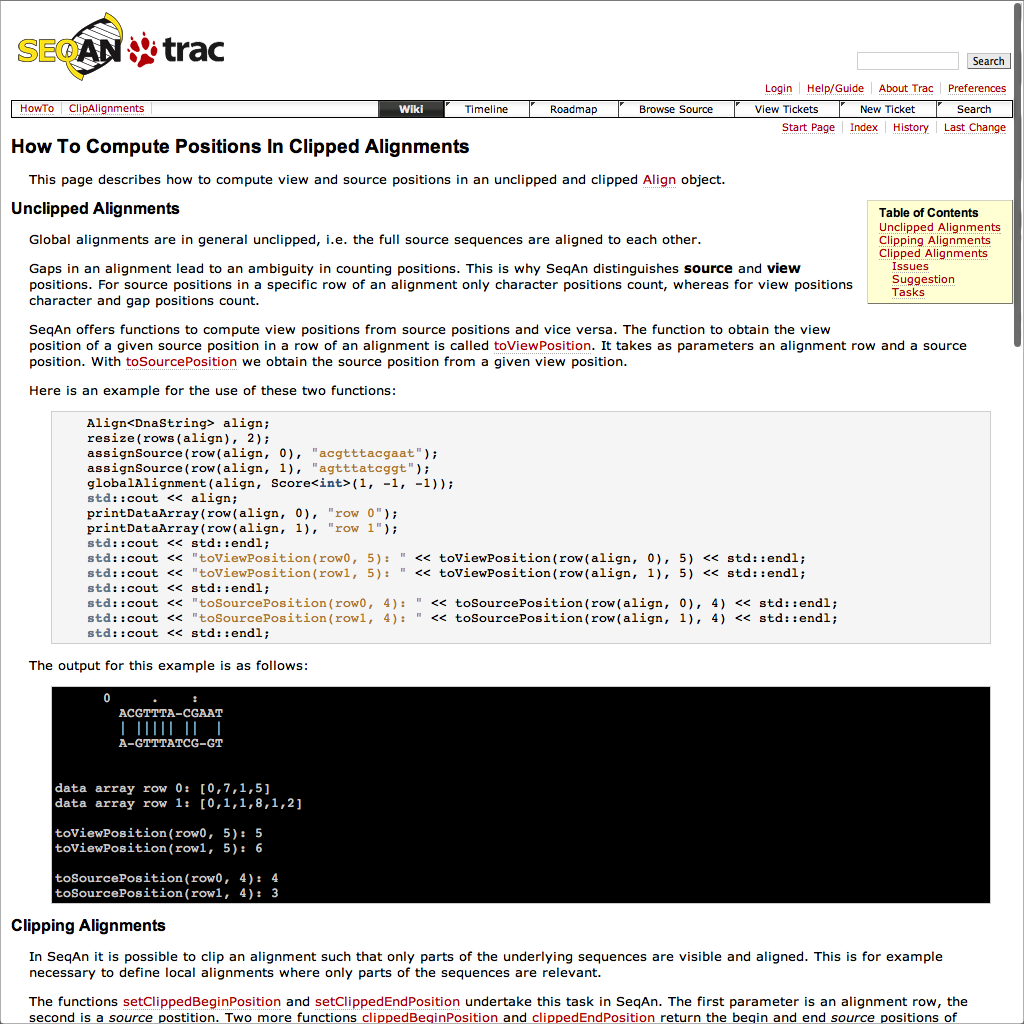 SEQAN trac
Search
Login Help/Guide About Trac Preferences
HowTo ClipAlignments Wiki Timeline Roadmap Browse Source View Tickets New Ticket Search
Start Page Index History Last Change
How To Compute Positions In Clipped Alignments
This page describes how to compute view and source positions in an unclipped and clipped Align object.
Unclipped Alignments
Table of Contents
Unclipped Alignments
Clipping Alignments
Clipped Alignments
Issues
Suggestion
Tasks
Global alignments are in general unclipped, i.e. the full source sequences are aligned to each other.
Gaps in an alignment lead to an ambiguity in counting positions. This is why SeqAn distinguishes source and view
positions. For source positions in a specific row of an alignment only character positions count, whereas for view positions
character and gap positions count.
SeqAn offers functions to compute view positions from source positions and vice versa. The function to obtain the view
position of a given source position in a row of an alignment is called toViewPosition. It takes as parameters an alignment row and a source
position. With toSourcePosition we obtain the source position from a given view position.
Here is an example for the use of these two functions:
Align<DnaString> align;
resize(rows(align), 2);
assignSource(row(align, 0), "acgtttacgaat");
assignSource(row(align, 1), "agtttatcggt");
globalAlignment(align, Score<int>(1, -1, -1));
std::cout << align;
printDataArray(row(align, 0), "row 0");
printDataArray(row(align, 1), "row 1");
std::cout << std::endl;
std::cout << "toViewPosition(row0, 5): " << toViewPosition(row(align, 0), 5) << std::endl;
std::cout << "toViewPosition(row1, 5): " << toViewPosition(row(align, 1), 5) << std::endl;
std::cout << std::endl;
std::cout << "toSourcePosition(row0, 4): " << toSourcePosition(row(align, 0), 4) << std::endl;
std::cout << "toSourcePosition(row1, 4): " << toSourcePosition(row(align, 1), 4) << std::endl;
std::cout << std::endl;
The output for this example is as follows:
0 . :
ACGTTTA-CGAAT
| ||||| || |
A-GTTTATCG-GT
data array row 0: [0,7,1,5]
data array row 1: [0,1,1,8,1,2]
toViewPosition(row0, 5): 5
toViewPosition(row1, 5): 6
toSourcePosition(row0, 4): 4
toSourcePosition(row1, 4): 3
Clipping Alignments
In SeqAn it is possible to clip an alignment such that only parts of the underlying sequences are visible and aligned. This is for example
necessary to define local alignments where only parts of the sequences are relevant.
The functions setClippedBeginPosition and setClippedEndPosition undertake this task in SeqAn. The first parameter is an alignment row, the
second is a source postition. Two more functions clippedBeginPosition and clippedEndPosition return the begin and end source positions of